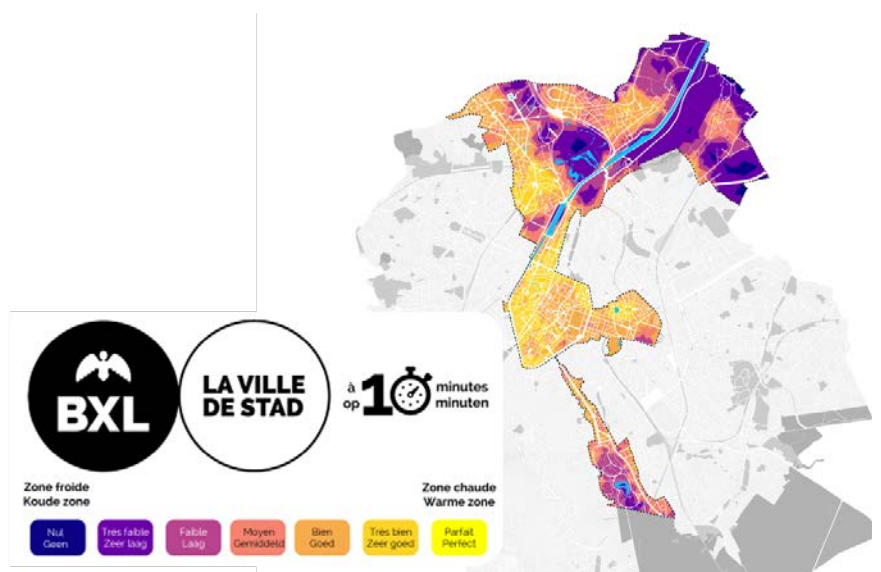 BXL
LA VILLE
DE STAD
à
op
10
minutes
minuten
Zone froide
Koude zone
Zone chaude
Warme zone
Nul
Geen
Très faible
Zeer laag
Faible
Laag
Moyen
Gemiddeld
Bien
Goed
Très bien
Zeer goed
Parfait
Perfect